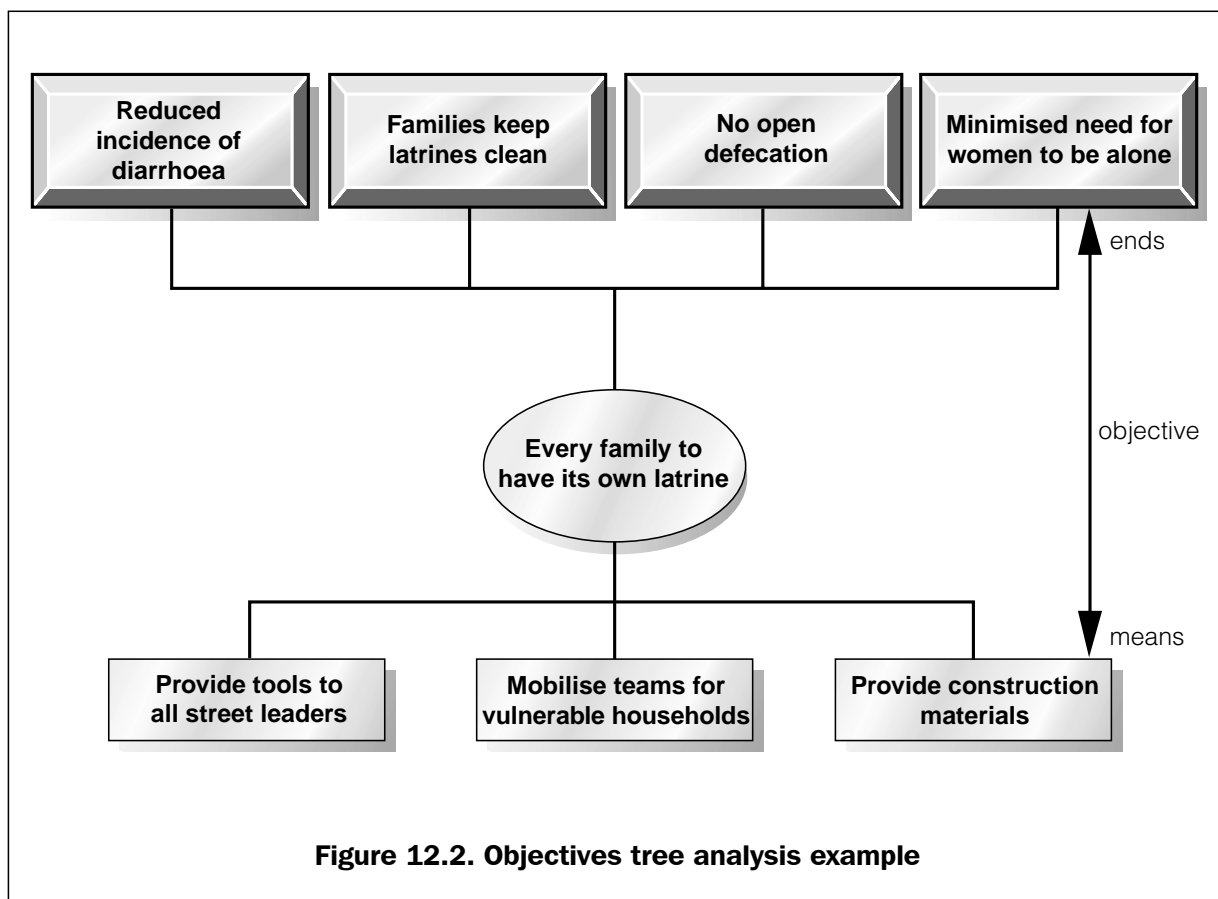 Reduced
incidence of
diarrhoea
Families keep
latrines clean
No open
defecation
Minimised need for
women to be alone
ends
Every family to
have its own latrine
objective
means
Provide tools to
all street leaders
Mobilise teams for
vulnerable households
Provide construction
materials
Figure 12.2. Objectives tree analysis example